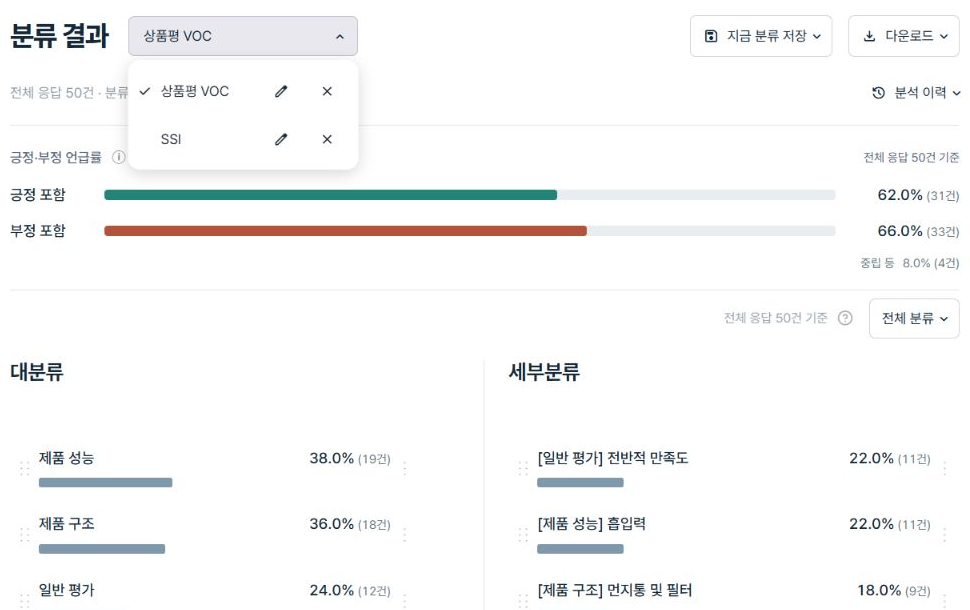 분류 결과
상품평 VOC
지금 분류 저장
다운로드
상품평 VOC
SSI
전체 응답 50건 · 분류
분석 이력
긍정·부정 언급률
전체 응답 50건 기준
긍정 포함 62.0% (31건)
부정 포함 66.0% (33건)
중립 등 8.0% (4건)
전체 응답 50건 기준
전체 분류
대분류
제품 성능 38.0% (19건)
제품 구조 36.0% (18건)
일반 평가 24.0% (12건)
세부분류
[일반 평가] 전반적 만족도 22.0% (11건)
[제품 성능] 흡입력 22.0% (11건)
[제품 구조] 먼지통 및 필터 18.0% (9건)